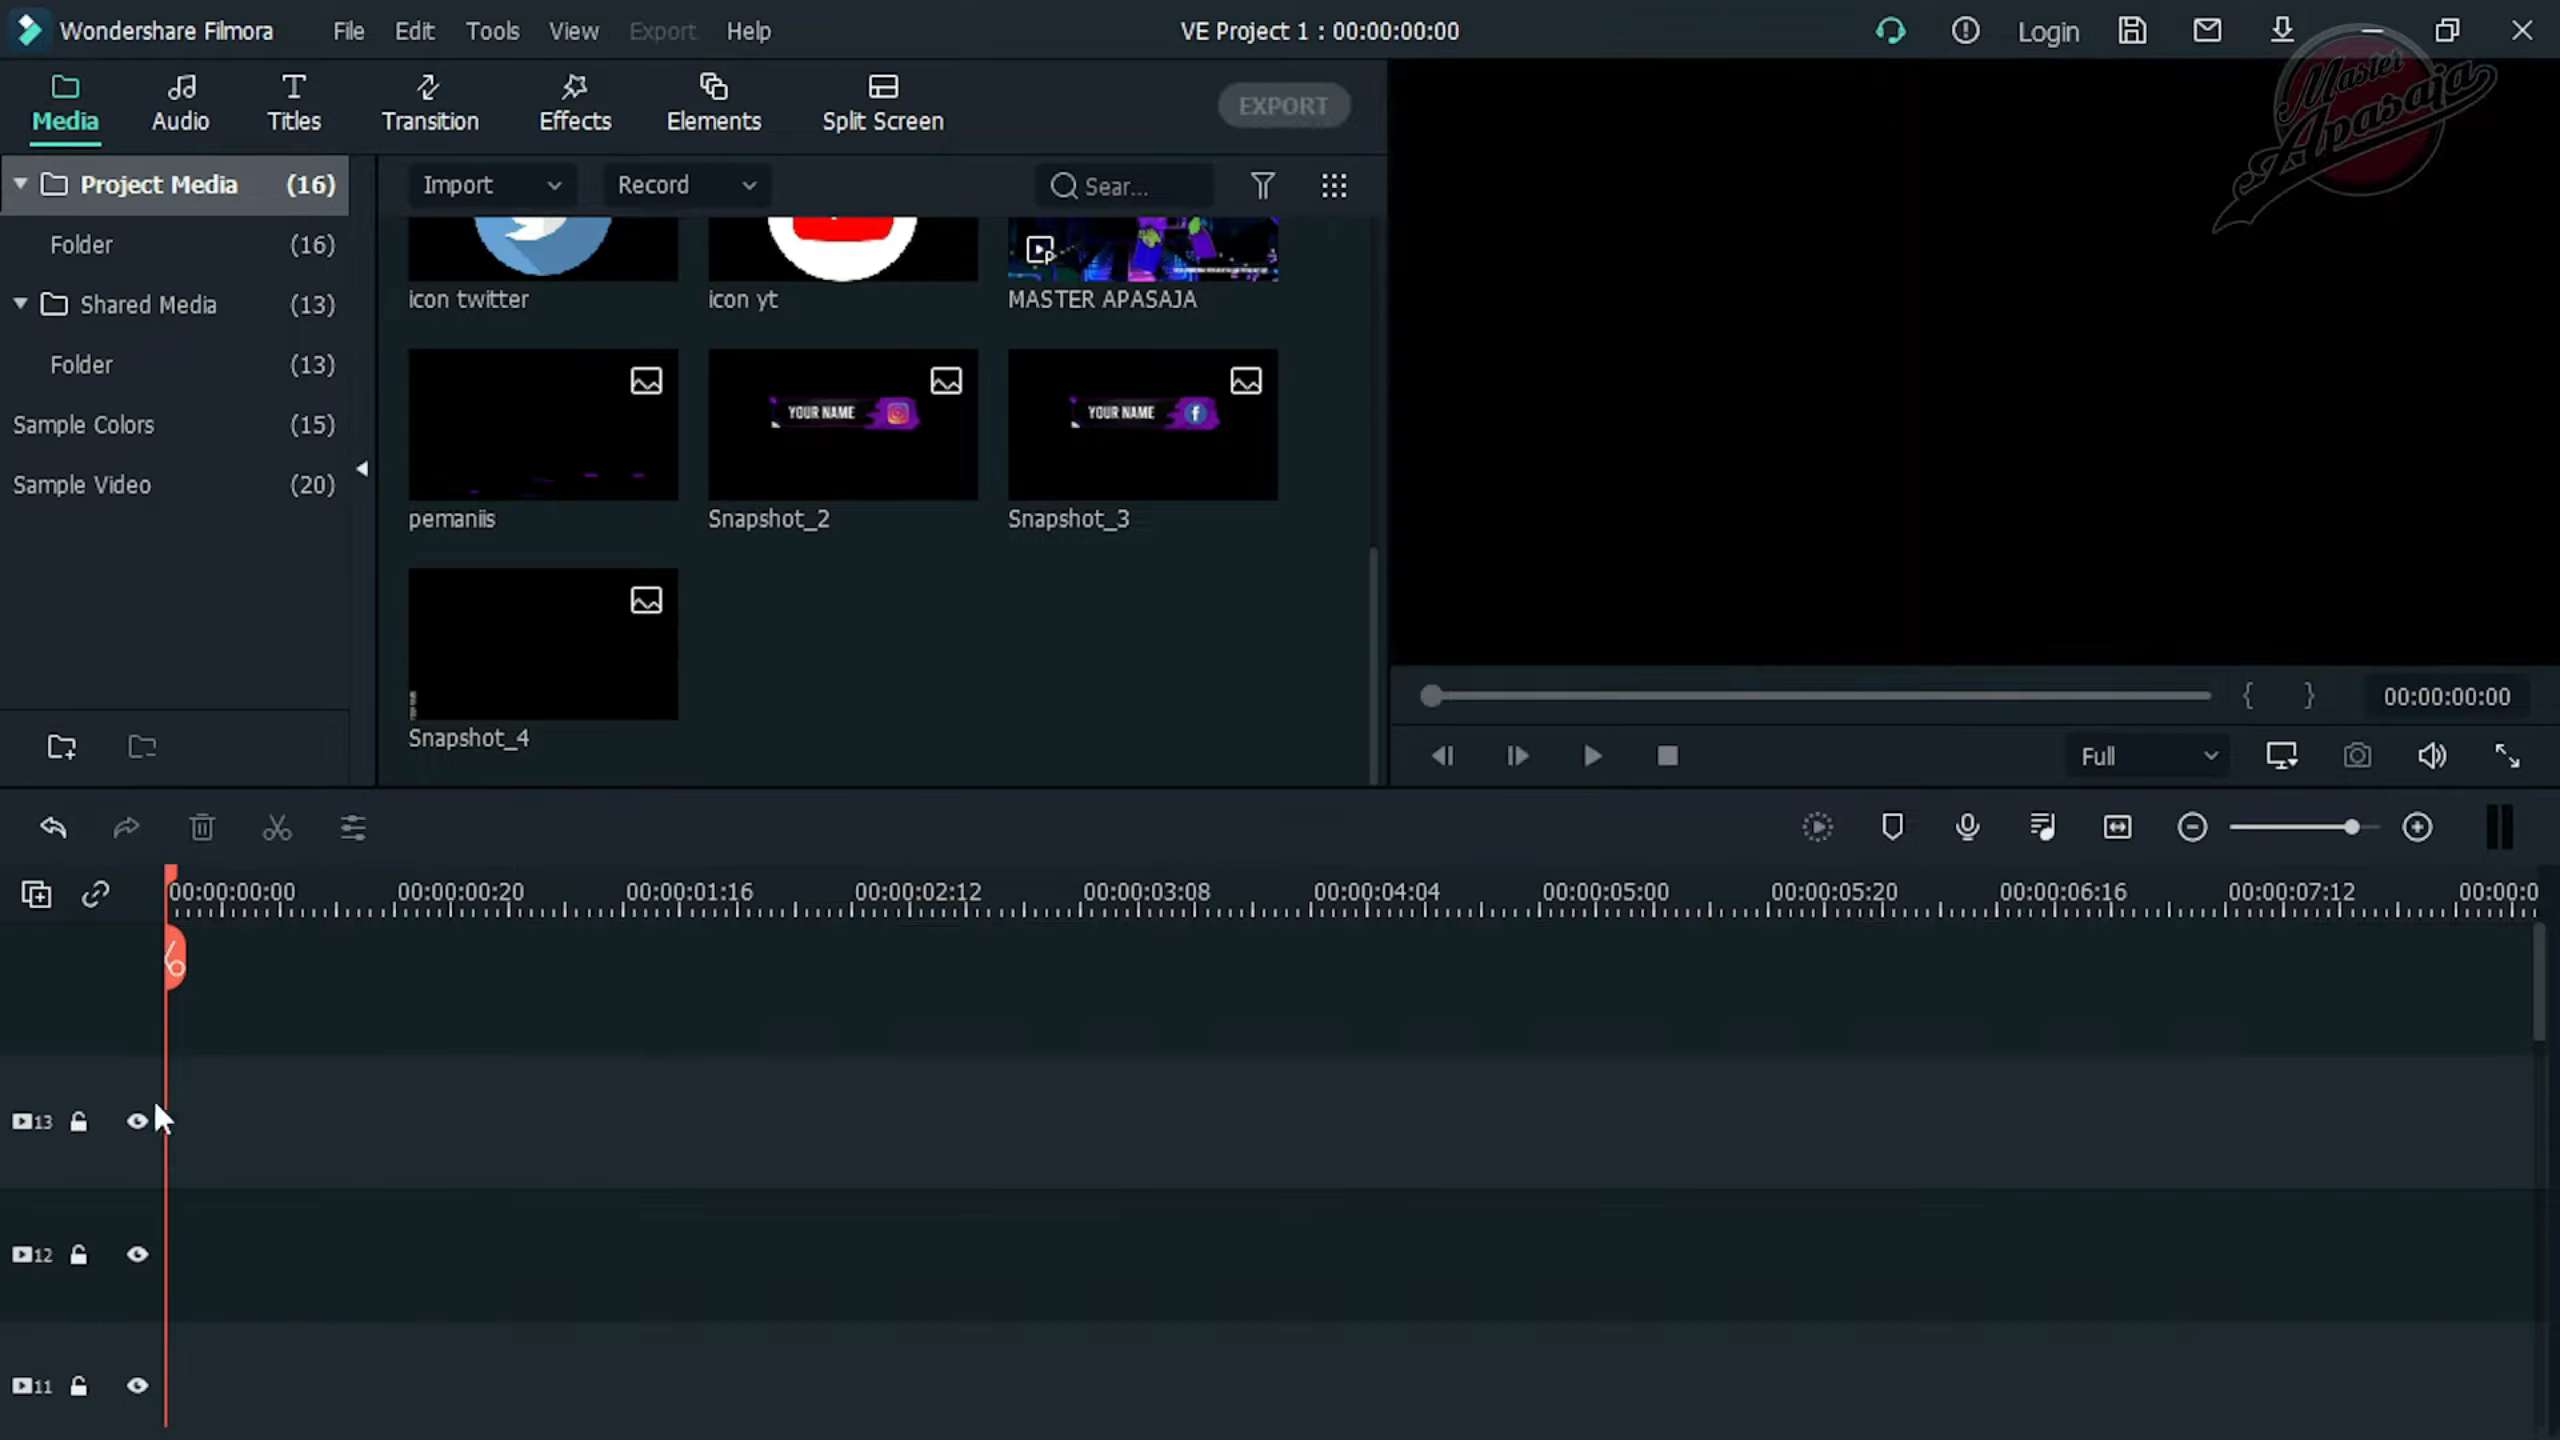 Wondershare Filmora File Edit Tools View Export Help VE Project 1 : 00:00:00:00 Login
Master
Apasaja
Media Audio Titles Transition Effects Elements Split Screen EXPORT
Project Media (16)
Folder (16)
Shared Media (13)
Folder (13)
Sample Colors (15)
Sample Video (20)
Import Record Sear...
icon twitter icon yt MASTER APASAJA
YOUR NAME YOUR NAME
pemaniis Snapshot_2 Snapshot_3
Snapshot_4
{ } 00:00:00:00
Full
00:00:00:00 00:00:00:20 00:00:01:16 00:00:02:12 00:00:03:08 00:00:04:04 00:00:05:00 00:00:05:20 00:00:06:16 00:00:07:12 00:00:0
13
12
11